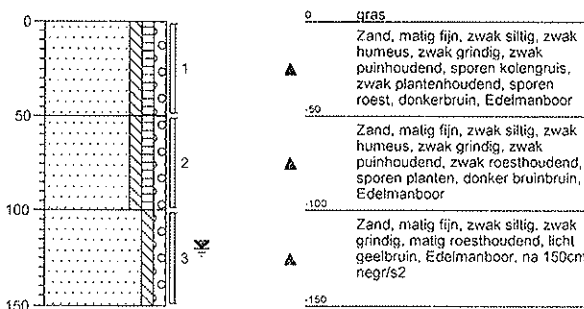 0
50
100
150
1
2
3
0 gras
Zand, matig fijn, zwak siltig, zwak
humeus, zwak grindig, zwak
puinhoudend, sporen kolengruis,
zwak plantenhoudend, sporen
roest, donkerbruin, Edelmanboor
-50
Zand, matig fijn, zwak siltig, zwak
humeus, zwak grindig, zwak
puinhoudend, zwak roesthoudend,
sporen planten, donker bruinbruin,
Edelmanboor
-100
Zand, matig fijn, zwak siltig, zwak
grindig, matig roesthoudend, licht
geelbruin, Edelmanboor, na 150cm
negr/s2
-150